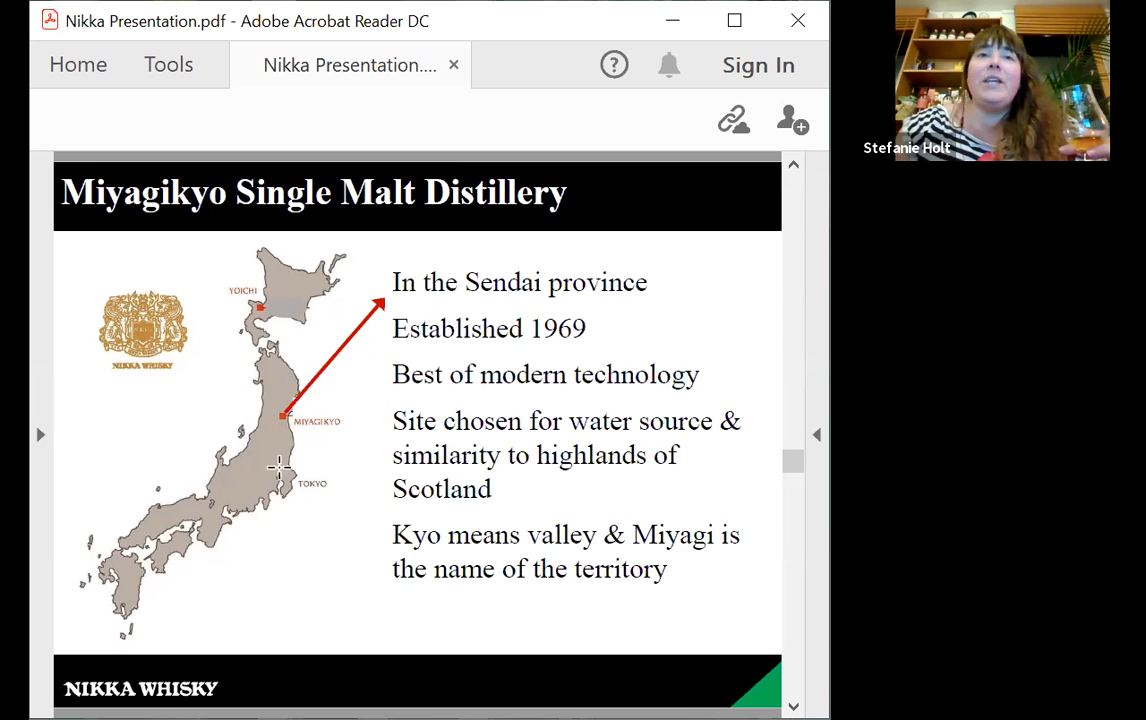 Nikka Presentation.pdf - Adobe Acrobat Reader DC
Home
Tools
Nikka Presentation....
Sign In
Stefanie Holt
Miyagikyo Single Malt Distillery
YOICHI
NIKKA WHISKY
MIYAGIKYO
TOKYO
In the Sendai province
Established 1969
Best of modern technology
Site chosen for water source &
similarity to highlands of
Scotland
Kyo means valley & Miyagi is
the name of the territory
NIKKA WHISKY